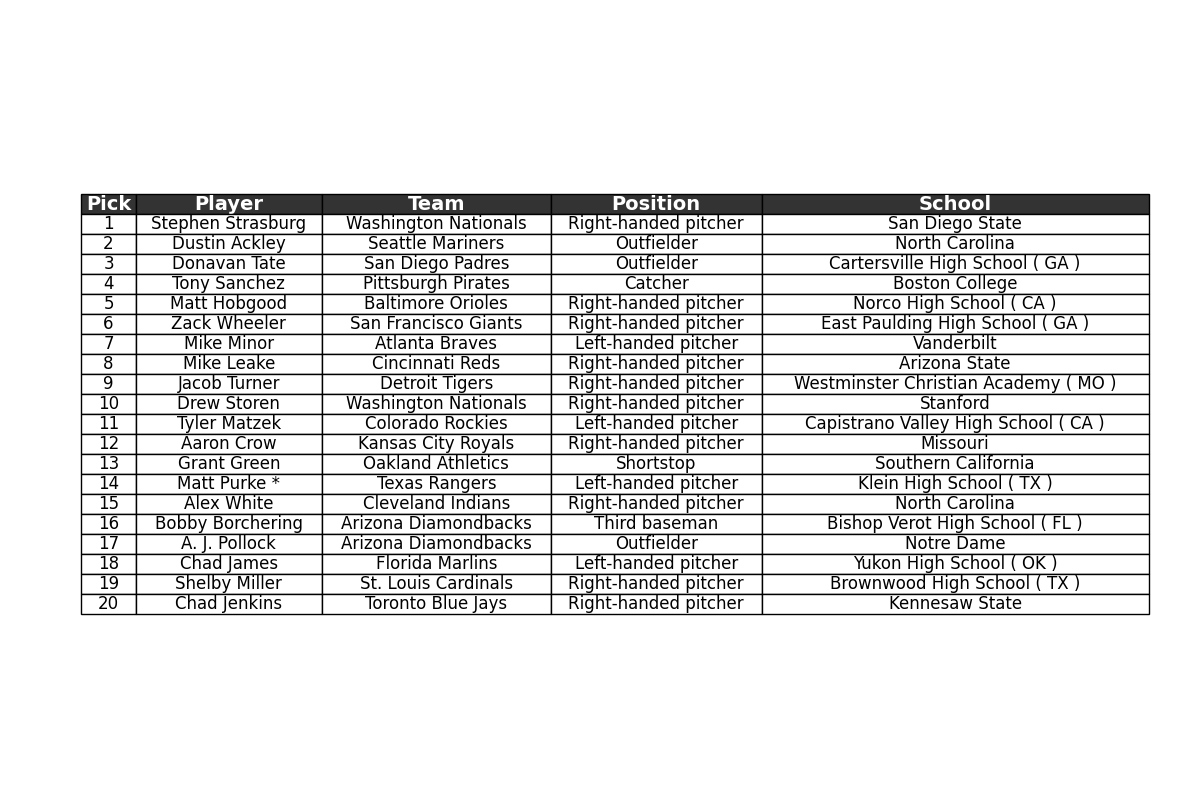 Pick Player Team Position School
1 Stephen Strasburg Washington Nationals Right-handed pitcher San Diego State
2 Dustin Ackley Seattle Mariners Outfielder North Carolina
3 Donavan Tate San Diego Padres Outfielder Cartersville High School ( GA )
4 Tony Sanchez Pittsburgh Pirates Catcher Boston College
5 Matt Hobgood Baltimore Orioles Right-handed pitcher Norco High School ( CA )
6 Zack Wheeler San Francisco Giants Right-handed pitcher East Paulding High School ( GA )
7 Mike Minor Atlanta Braves Left-handed pitcher Vanderbilt
8 Mike Leake Cincinnati Reds Right-handed pitcher Arizona State
9 Jacob Turner Detroit Tigers Right-handed pitcher Westminster Christian Academy ( MO )
10 Drew Storen Washington Nationals Right-handed pitcher Stanford
11 Tyler Matzek Colorado Rockies Left-handed pitcher Capistrano Valley High School ( CA )
12 Aaron Crow Kansas City Royals Right-handed pitcher Missouri
13 Grant Green Oakland Athletics Shortstop Southern California
14 Matt Purke * Texas Rangers Left-handed pitcher Klein High School ( TX )
15 Alex White Cleveland Indians Right-handed pitcher North Carolina
16 Bobby Borchering Arizona Diamondbacks Third baseman Bishop Verot High School ( FL )
17 A. J. Pollock Arizona Diamondbacks Outfielder Notre Dame
18 Chad James Florida Marlins Left-handed pitcher Yukon High School ( OK )
19 Shelby Miller St. Louis Cardinals Right-handed pitcher Brownwood High School ( TX )
20 Chad Jenkins Toronto Blue Jays Right-handed pitcher Kennesaw State